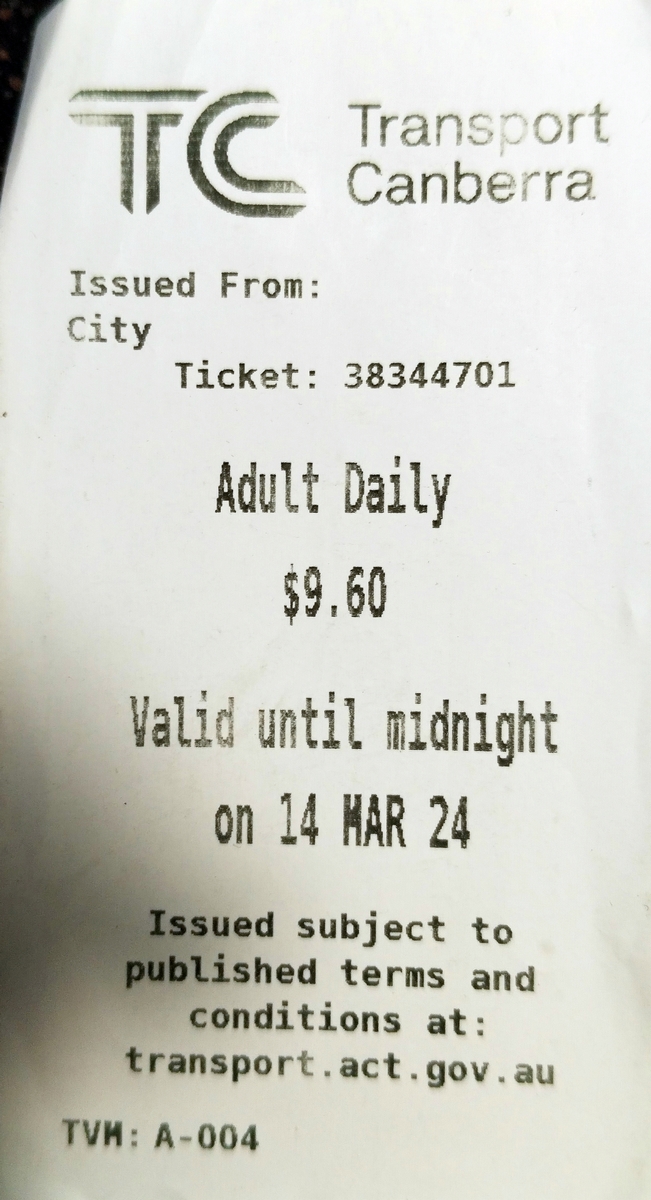 TC Transport
Canberra
Issued From:
City
Ticket: 38344701
Adult Daily
$9.60
Valid until midnight
on 14 MAR 24
Issued subject to
published terms and
conditions at:
transport.act.gov.au
TVM: A-004